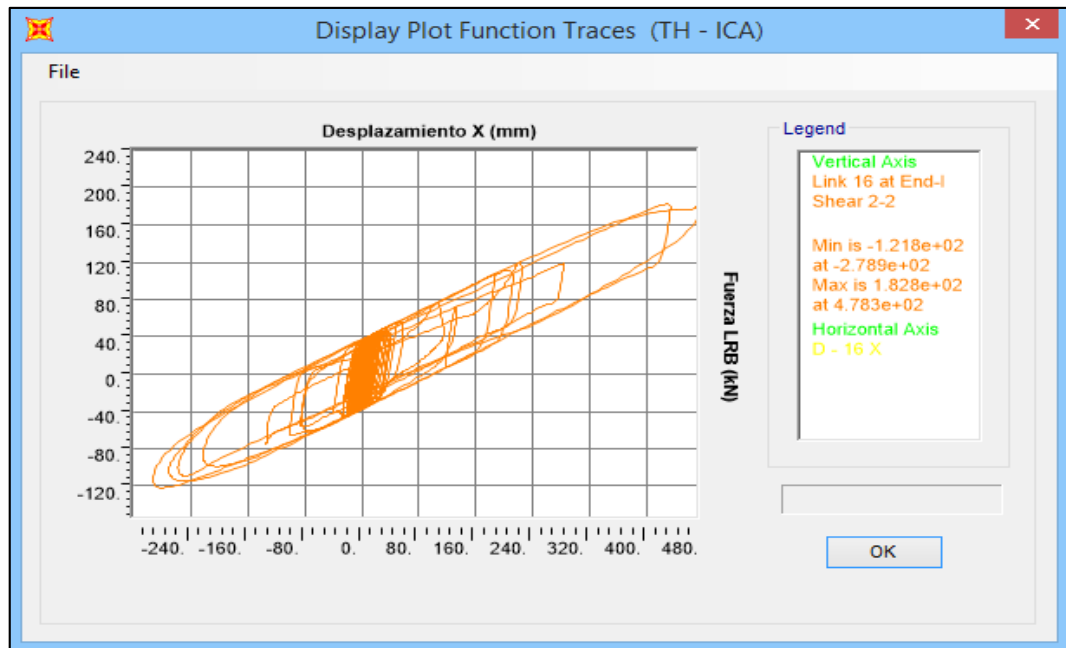 Display Plot Function Traces (TH - ICA)
File
Desplazamiento X (mm)
240.
200.
160.
120.
80.
40.
0.
-40.
-80.
-120.
-240. -160. -80. 0. 80. 160. 240. 320. 400. 480.
Fuerza LRB (kN)
Legend
Vertical Axis
Link 16 at End-I
Shear 2-2
Min is -1.218e+02
at -2.789e+02
Max is 1.828e+02
at 4.783e+02
Horizontal Axis
D - 16 X
OK